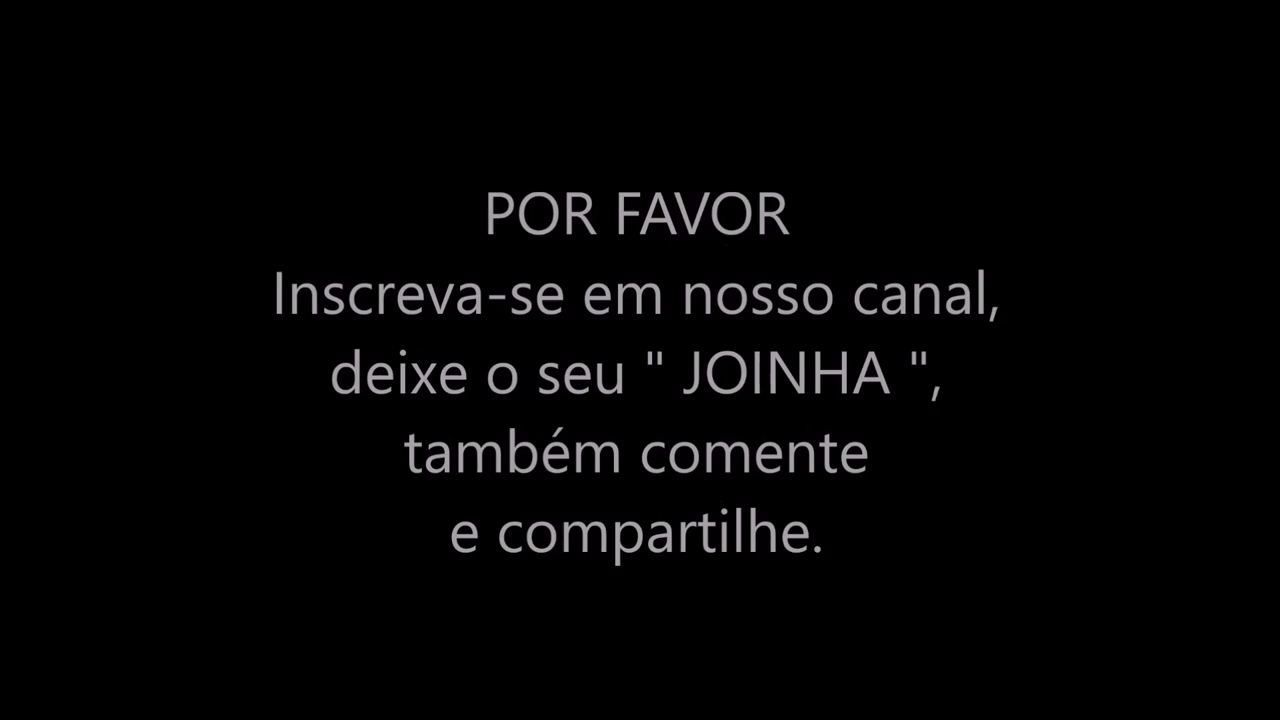 POR FAVOR
Inscreva-se em nosso canal,
deixe o seu " JOINHA ",
também comente
e compartilhe.